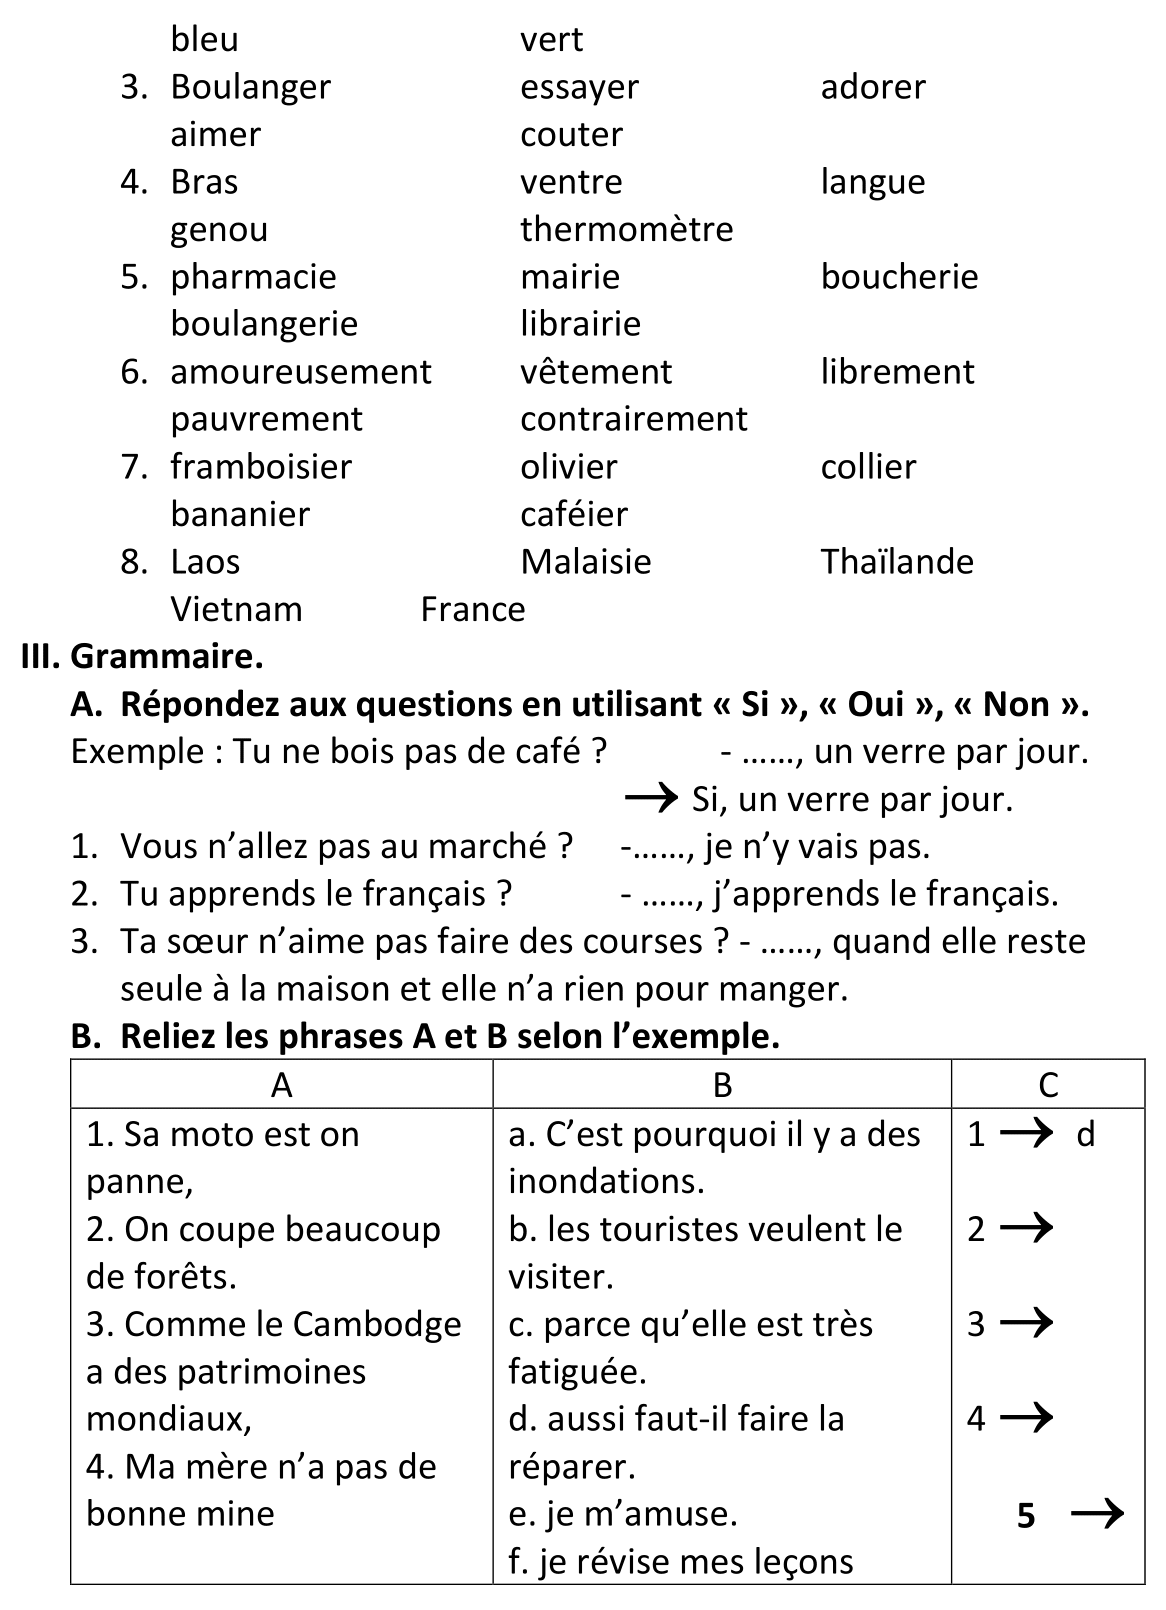 bleu vert
3. Boulanger essayer adorer
aimer couter
4. Bras ventre langue
genou thermomètre
5. pharmacie mairie boucherie
boulangerie librairie
6. amoureusement vêtement librement
pauvrement contrairement
7. framboisier olivier collier
bananier caféier
8. Laos Malaisie Thaïlande
Vietnam France
III. Grammaire.
A. Répondez aux questions en utilisant « Si », « Oui », « Non ».
Exemple : Tu ne bois pas de café ? - ……, un verre par jour.
→ Si, un verre par jour.
1. Vous n’allez pas au marché ? -……, je n’y vais pas.
2. Tu apprends le français ? - ……, j’apprends le français.
3. Ta sœur n’aime pas faire des courses ? - ……, quand elle reste
seule à la maison et elle n’a rien pour manger.
B. Reliez les phrases A et B selon l’exemple.
A B C
1. Sa moto est on
panne,
2. On coupe beaucoup
de forêts.
3. Comme le Cambodge
a des patrimoines
mondiaux,
4. Ma mère n’a pas de
bonne mine
a. C’est pourquoi il y a des
inondations.
b. les touristes veulent le
visiter.
c. parce qu’elle est très
fatiguée.
d. aussi faut-il faire la
réparer.
e. je m’amuse.
f. je révise mes leçons
1 → d
2 →
3 →
4 →
5 →